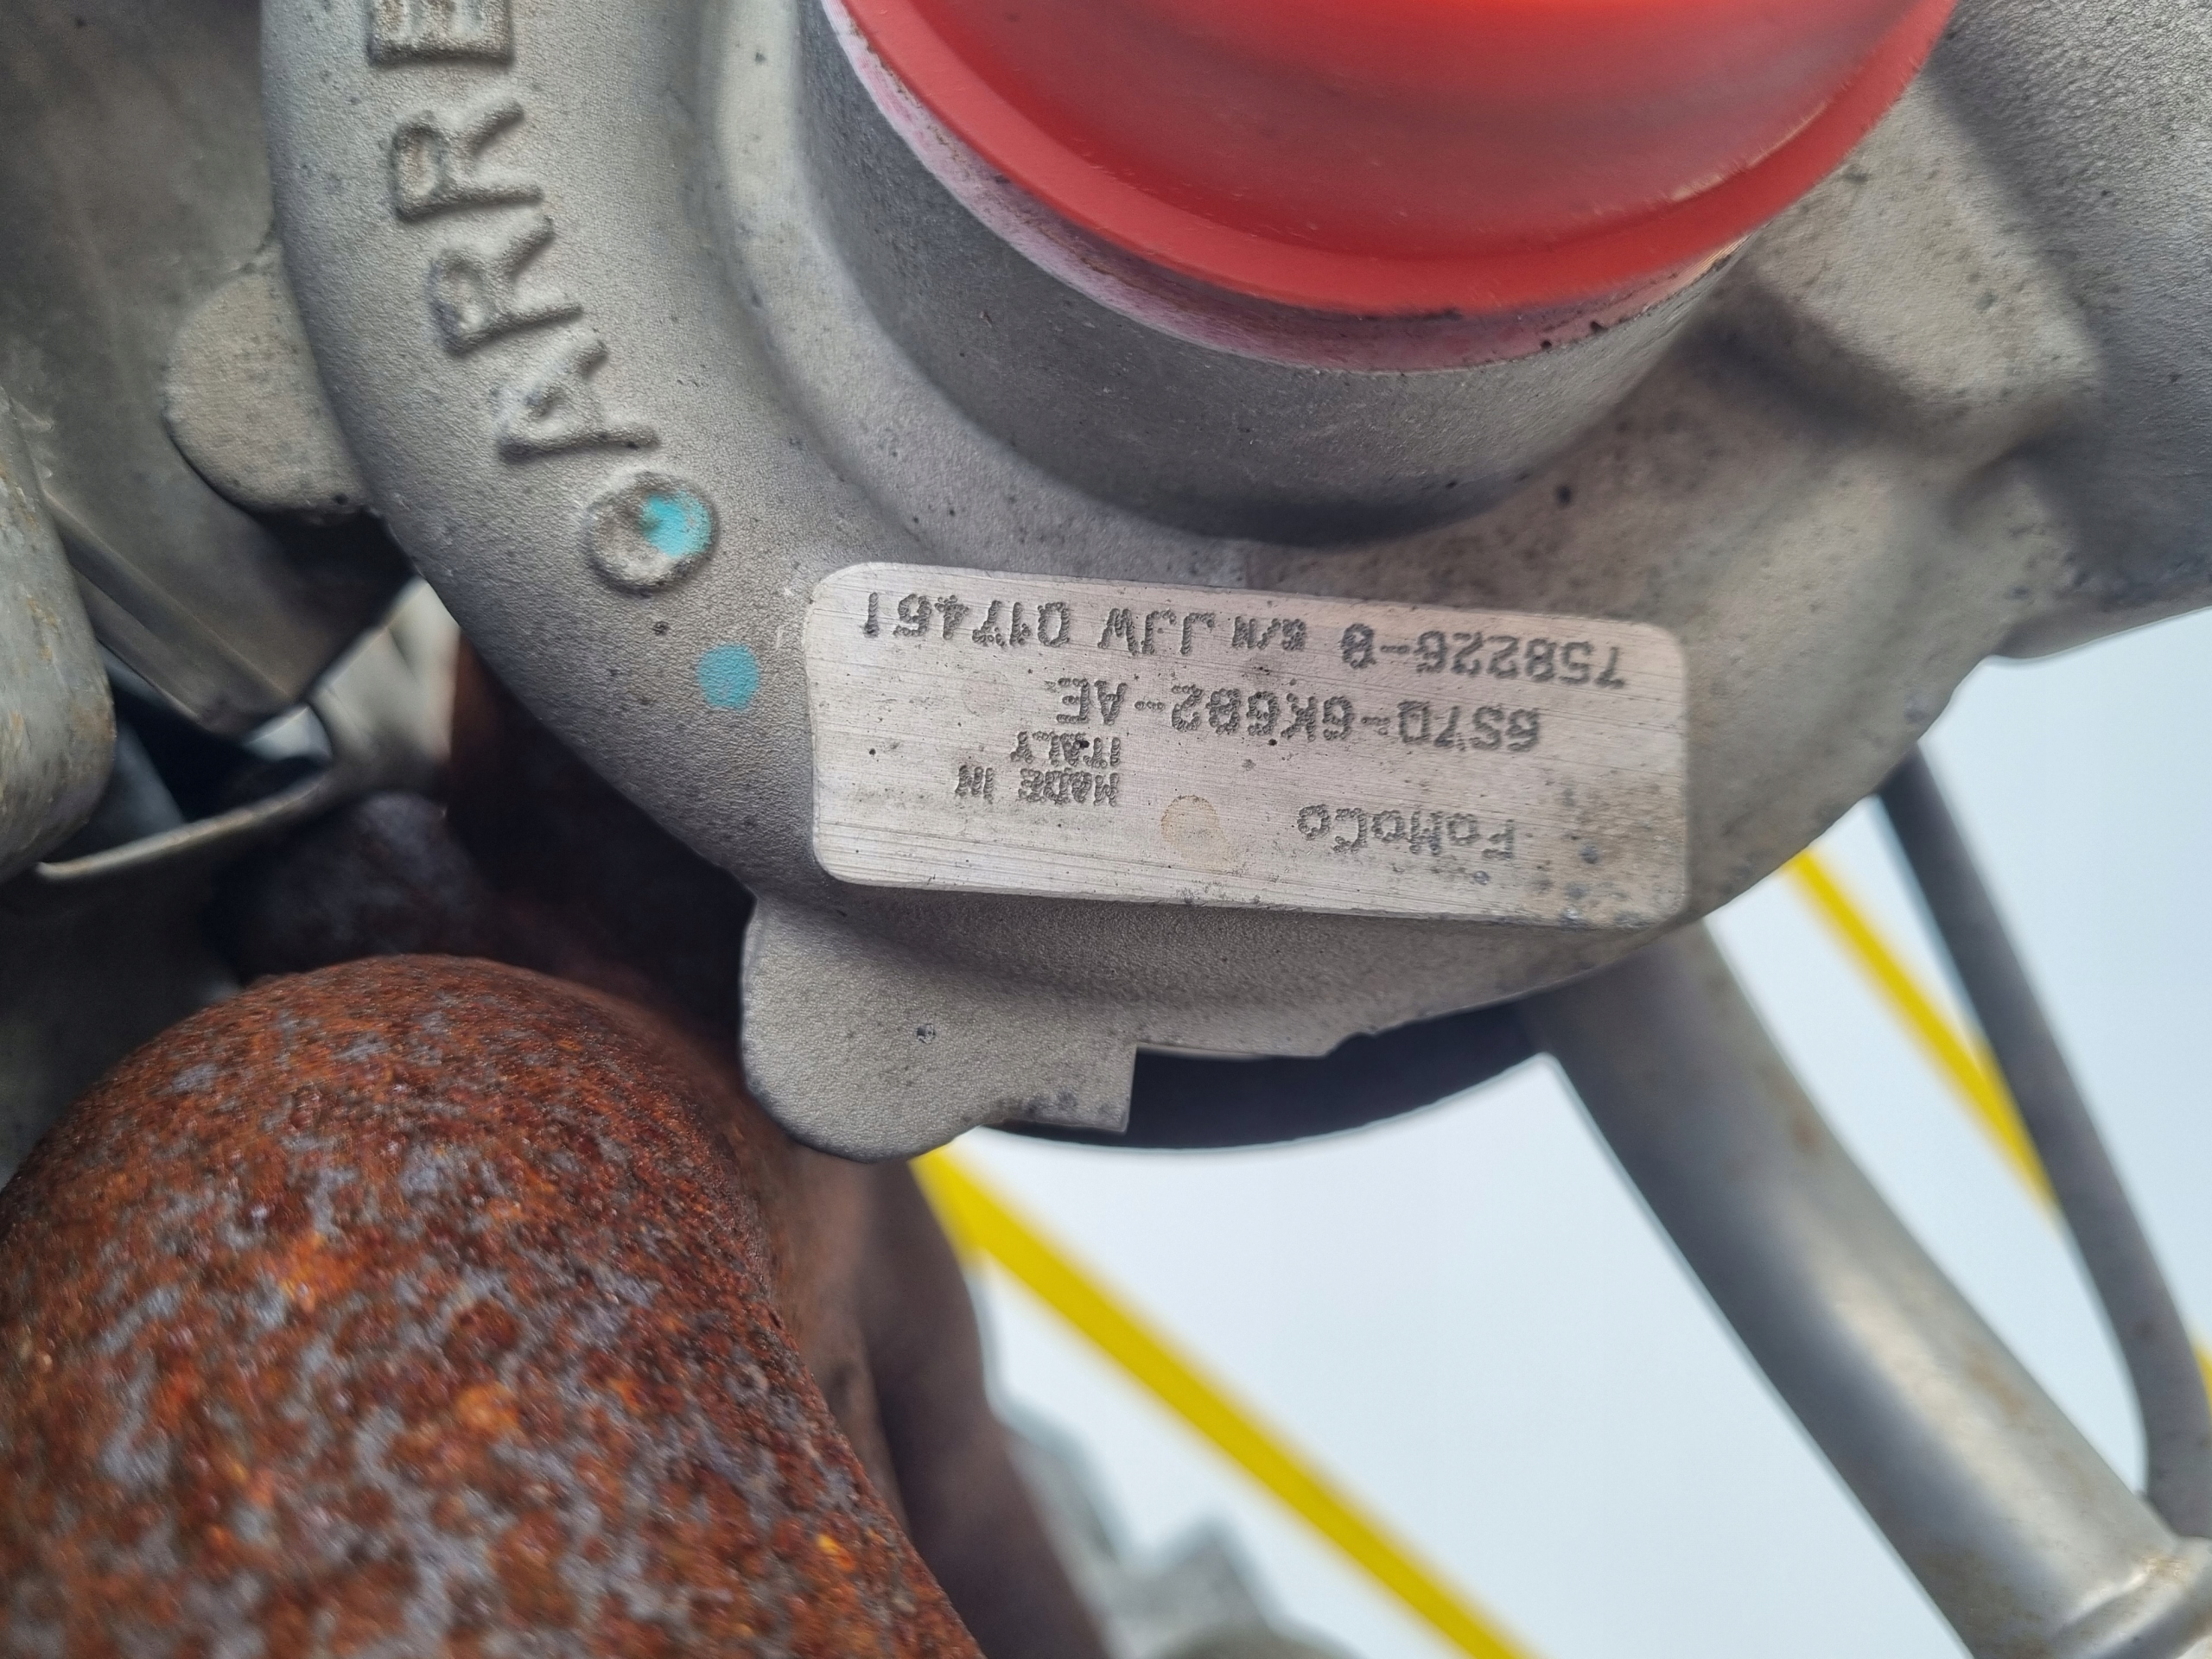 GARRE
FoMoCo
MADE IN
ITALY
6S7Q-6K682-AE
758226-8 S/N JJW